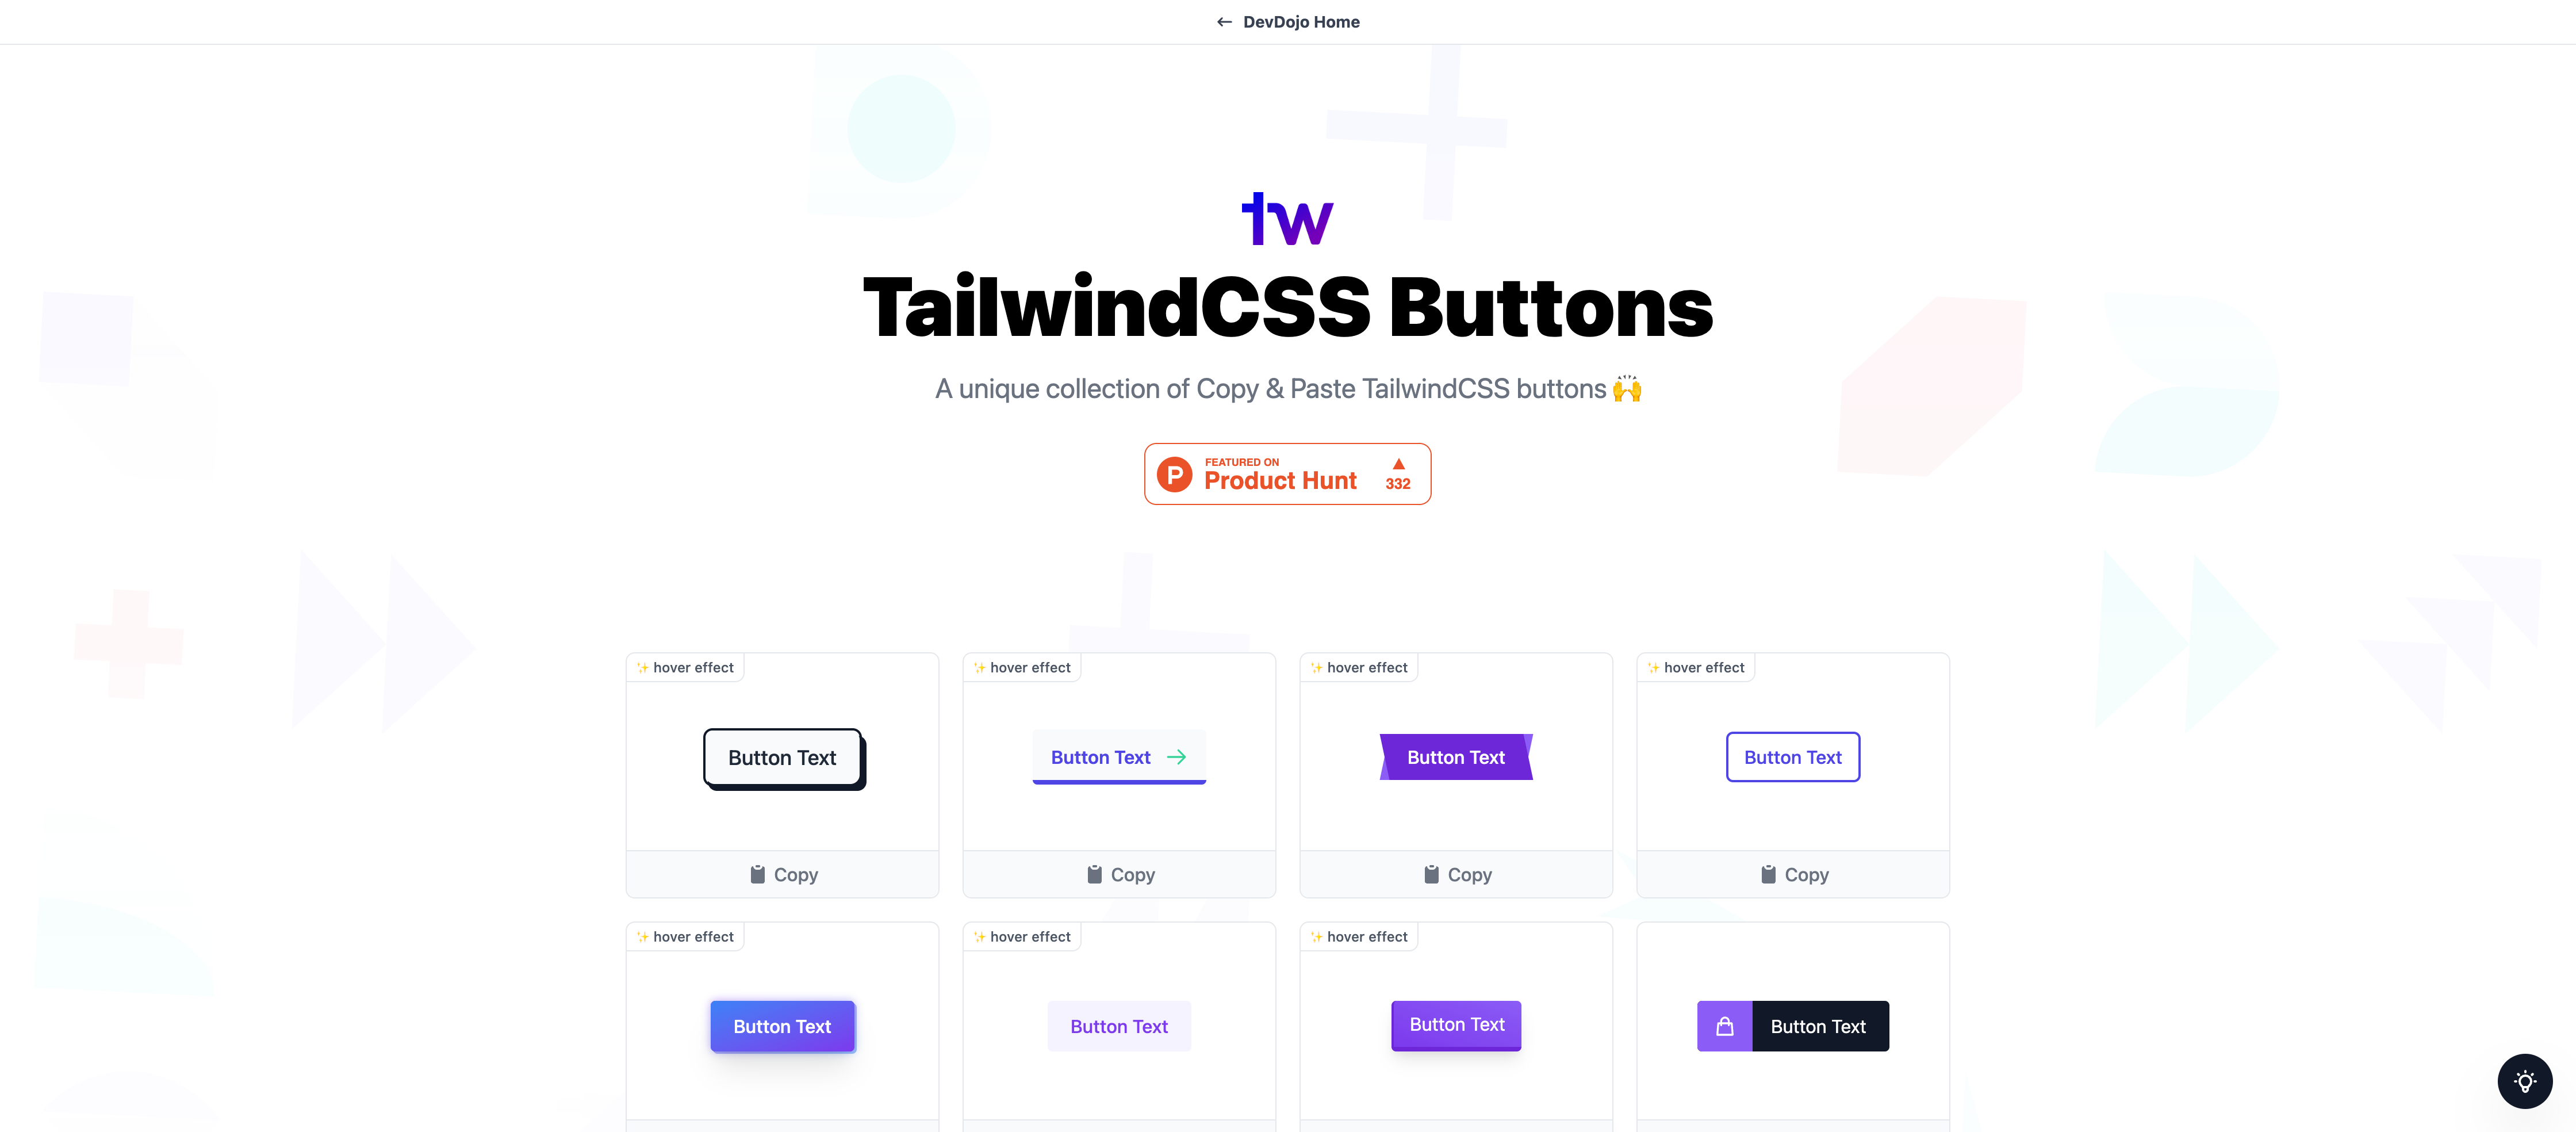 ← DevDojo Home
tw
TailwindCSS Buttons
A unique collection of Copy & Paste TailwindCSS buttons 🙌
P
FEATURED ON
Product Hunt
▲
332
✨ hover effect
Button Text
Copy
✨ hover effect
Button Text →
Copy
✨ hover effect
Button Text
Copy
✨ hover effect
Button Text
Copy
✨ hover effect
Button Text
✨ hover effect
Button Text
✨ hover effect
Button Text
Button Text